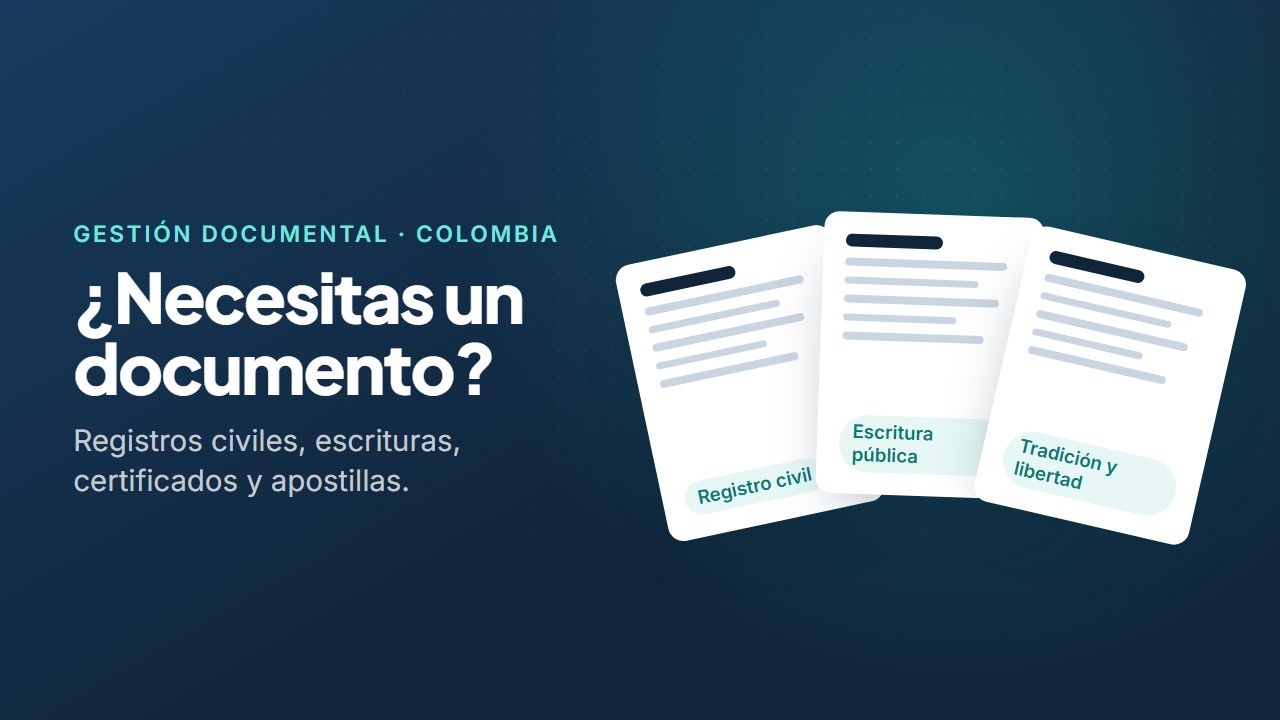 GESTIÓN DOCUMENTAL · COLOMBIA
¿Necesitas un
documento?
Registros civiles, escrituras,
certificados y apostillas.
Registro civil
Escritura
pública
Tradición y
libertad